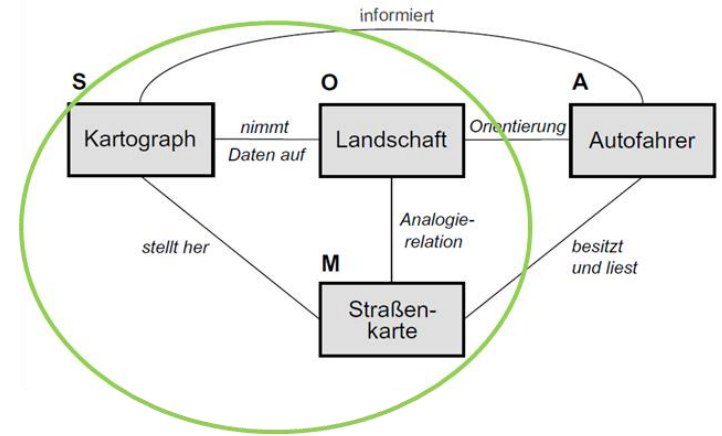 informiert
S
O
A
Kartograph
nimmt
Daten auf
Landschaft
Orientierung
Autofahrer
stellt her
Analogie-
relation
besitzt
und liest
M
Straßen-
karte